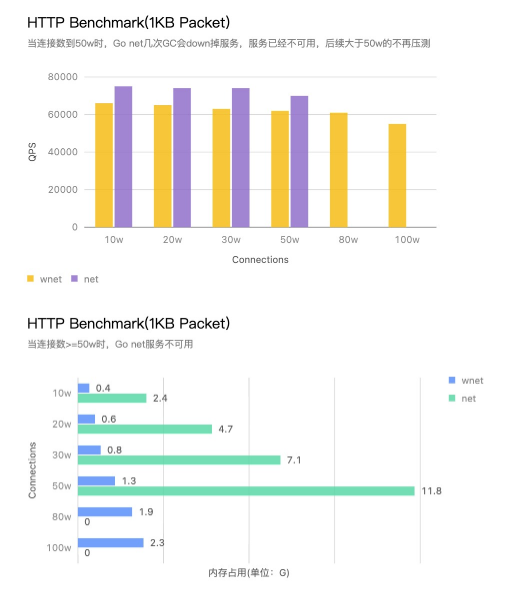 HTTP Benchmark(1KB Packet)
当连接数到50w时，Go net几次GC会down掉服务，服务已经不可用，后续大于50w的不再压测
80000
60000
40000
20000
0
QPS
10w 20w 30w 50w 80w 100w
Connections
wnet net
HTTP Benchmark(1KB Packet)
当连接数>=50w时，Go net服务不可用
wnet
net
Connections
10w 0.4
2.4
20w 0.6
4.7
30w 0.8
7.1
50w 1.3
11.8
80w 1.9
0
100w 2.3
0
内存占用(单位：G)